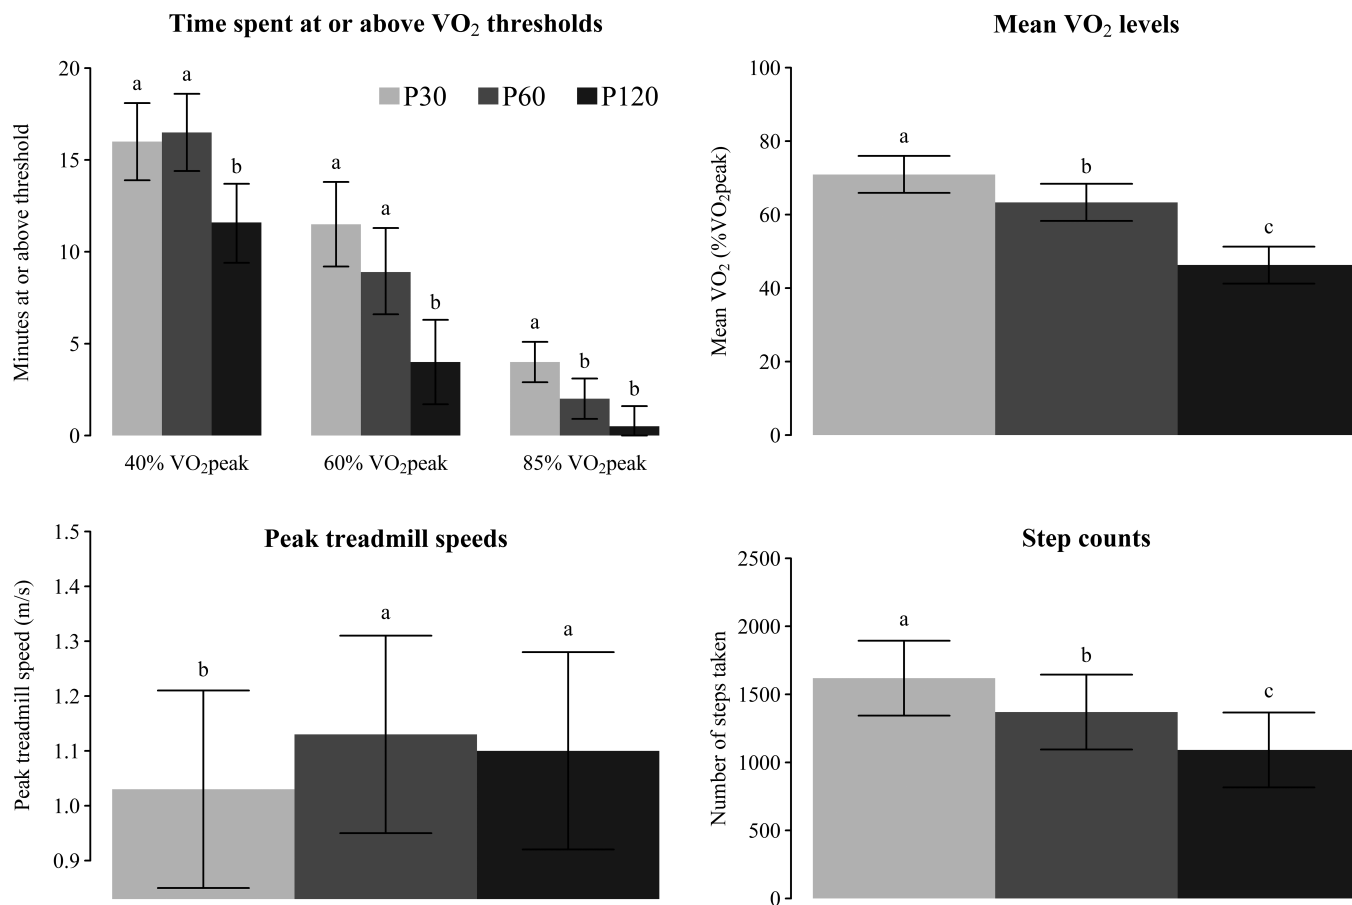 Time spent at or above VO₂ thresholds
Minutes at or above threshold
20
15
10
5
0
P30 P60 P120
a a b
a a b
a b b
40% VO₂peak 60% VO₂peak 85% VO₂peak
Mean VO₂ levels
Mean VO₂ (%VO₂peak)
100
80
60
40
20
0
a b c
Peak treadmill speeds
Peak treadmill speed (m/s)
1.5
1.4
1.3
1.2
1.1
1.0
0.9
b a a
Step counts
Number of steps taken
2500
2000
1500
1000
500
0
a b c